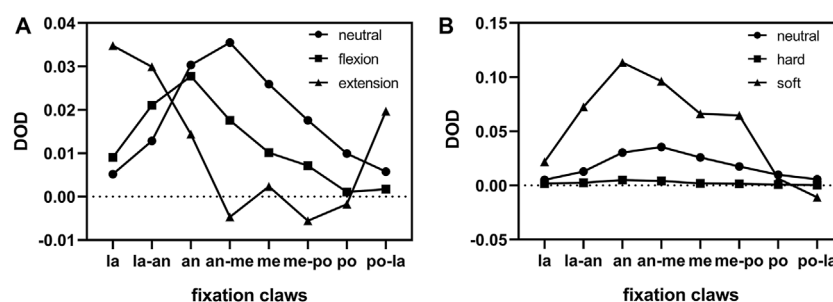 A
DOD
0.04
0.03
0.02
0.01
0.00
-0.01
neutral
flexion
extension
la la-an an an-me me me-po po po-la
fixation claws
B
DOD
0.15
0.10
0.05
0.00
-0.05
neutral
hard
soft
la la-an an an-me me me-po po po-la
fixation claws